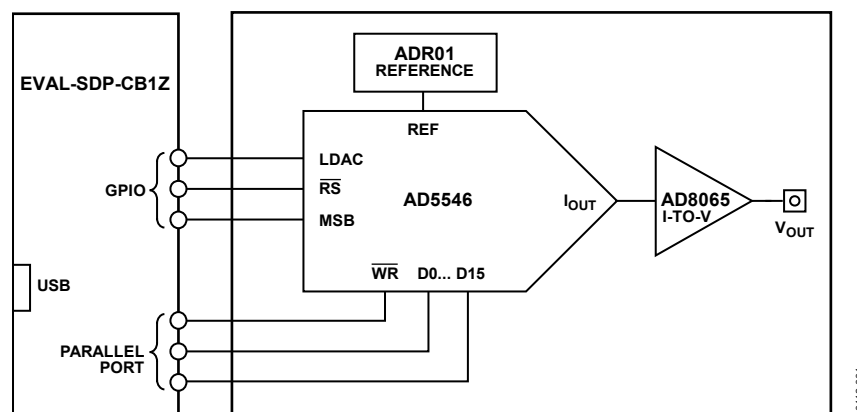 EVAL-SDP-CB1Z
ADR01
REFERENCE
REF
GPIO
LDAC
RS
MSB
AD5546
IOUT
AD8065
I-TO-V
VOUT
WR D0... D15
USB
PARALLEL
PORT